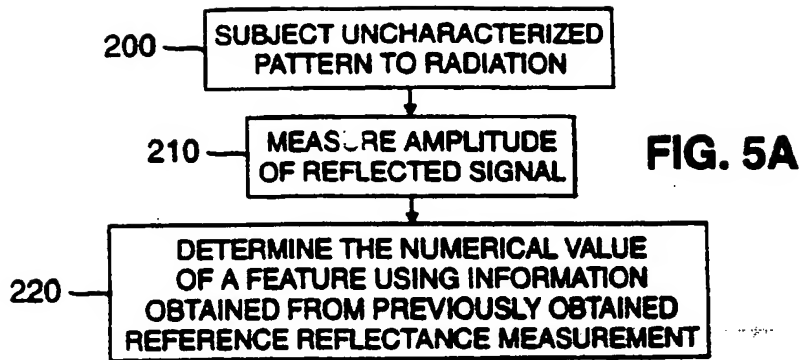 200
SUBJECT UNCHARACTERIZED
PATTERN TO RADIATION
210
MEASURE AMPLITUDE
OF REFLECTED SIGNAL
FIG. 5A
220
DETERMINE THE NUMERICAL VALUE
OF A FEATURE USING INFORMATION
OBTAINED FROM PREVIOUSLY OBTAINED
REFERENCE REFLECTANCE MEASUREMENT